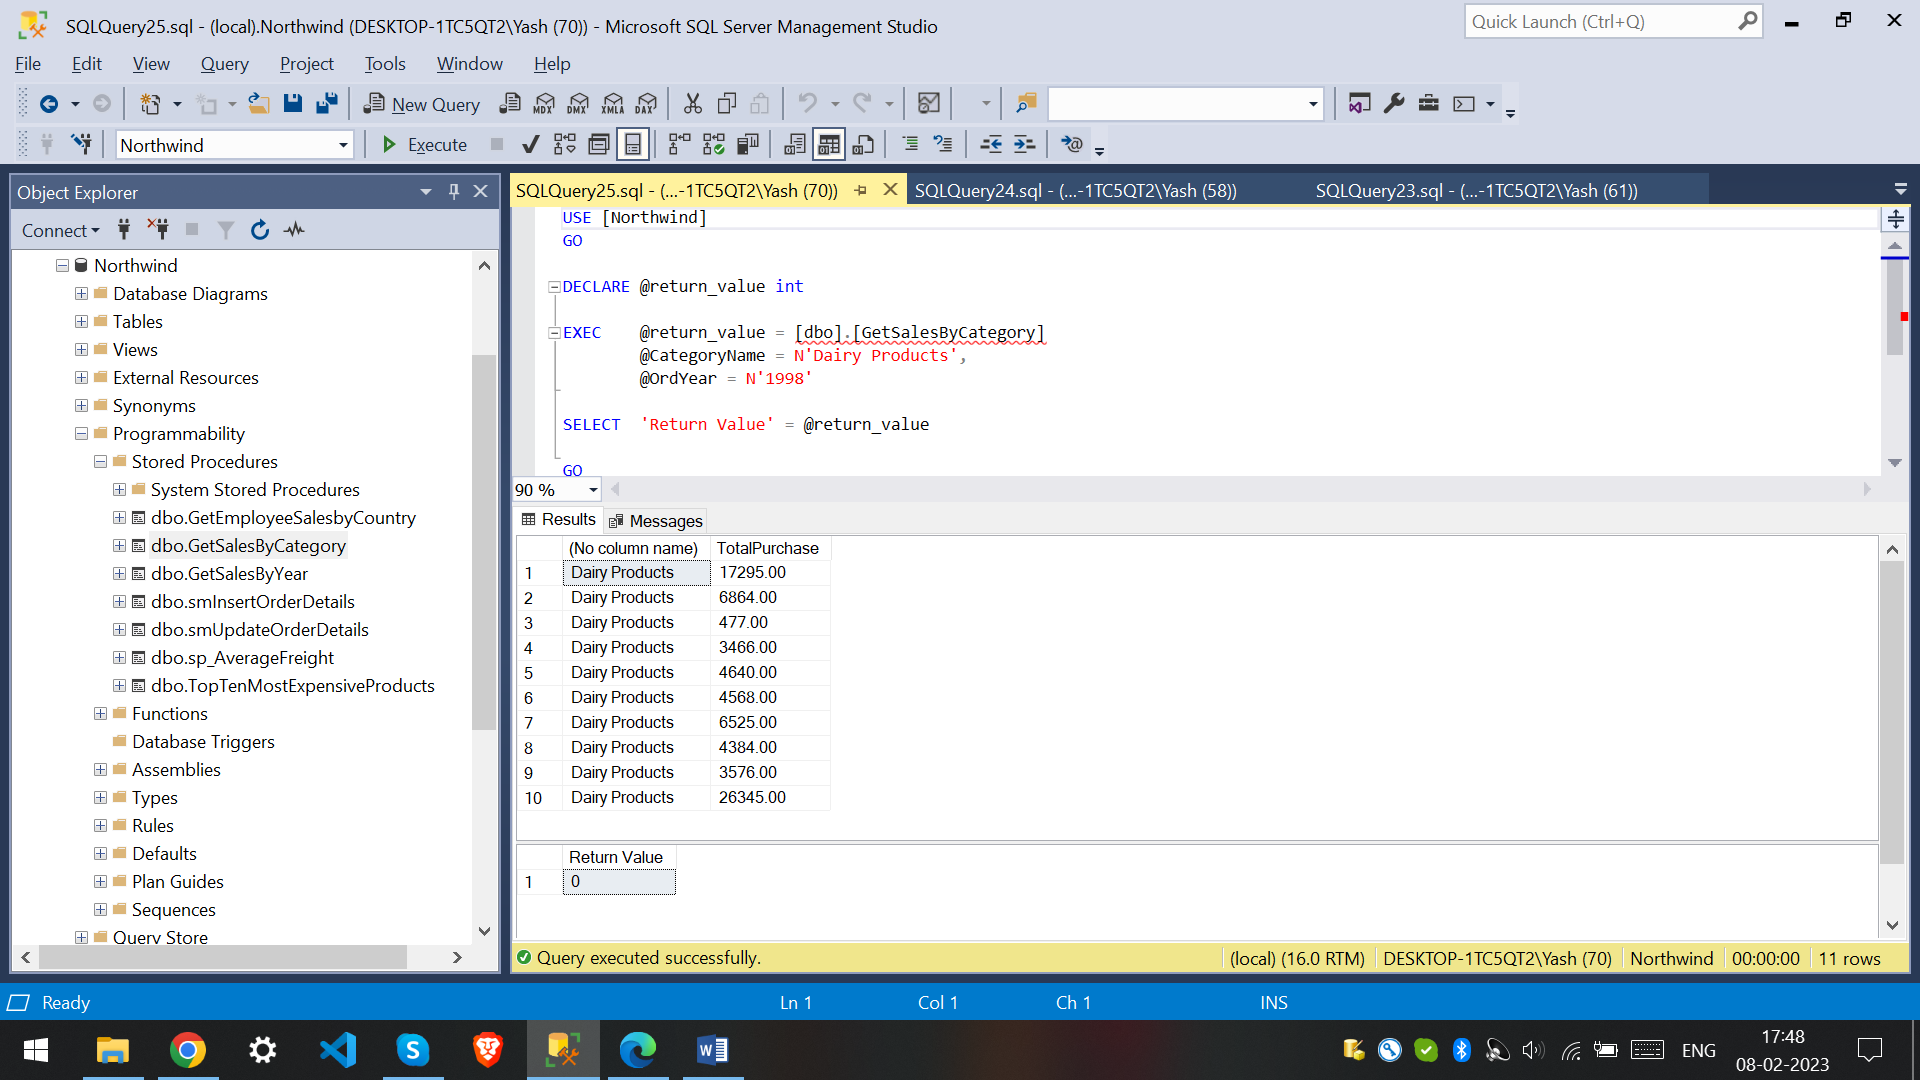 SQLQuery25.sql - (local).Northwind (DESKTOP-1TC5QT2\Yash (70)) - Microsoft SQL Server Management Studio
Quick Launch (Ctrl+Q)
File Edit View Query Project Tools Window Help
New Query MDX DMX XMLA DAX
Northwind Execute
Object Explorer
SQLQuery25.sql - (...-1TC5QT2\Yash (70)) SQLQuery24.sql - (...-1TC5QT2\Yash (58)) SQLQuery23.sql - (...-1TC5QT2\Yash (61))
Connect
Northwind
Database Diagrams
Tables
Views
External Resources
Synonyms
Programmability
Stored Procedures
System Stored Procedures
dbo.GetEmployeeSalesbyCountry
dbo.GetSalesByCategory
dbo.GetSalesByYear
dbo.smInsertOrderDetails
dbo.smUpdateOrderDetails
dbo.sp_AverageFreight
dbo.TopTenMostExpensiveProducts
Functions
Database Triggers
Assemblies
Types
Rules
Defaults
Plan Guides
Sequences
Query Store
USE [Northwind]
GO
DECLARE @return_value int
EXEC @return_value = [dbo].[GetSalesByCategory]
@CategoryName = N'Dairy Products',
@OrdYear = N'1998'
SELECT 'Return Value' = @return_value
GO
90 %
Results Messages
(No column name) TotalPurchase
1 Dairy Products 17295.00
2 Dairy Products 6864.00
3 Dairy Products 477.00
4 Dairy Products 3466.00
5 Dairy Products 4640.00
6 Dairy Products 4568.00
7 Dairy Products 6525.00
8 Dairy Products 4384.00
9 Dairy Products 3576.00
10 Dairy Products 26345.00
Return Value
1 0
Query executed successfully. (local) (16.0 RTM) DESKTOP-1TC5QT2\Yash (70) Northwind 00:00:00 11 rows
Ready Ln 1 Col 1 Ch 1 INS
ENG 17:48
08-02-2023